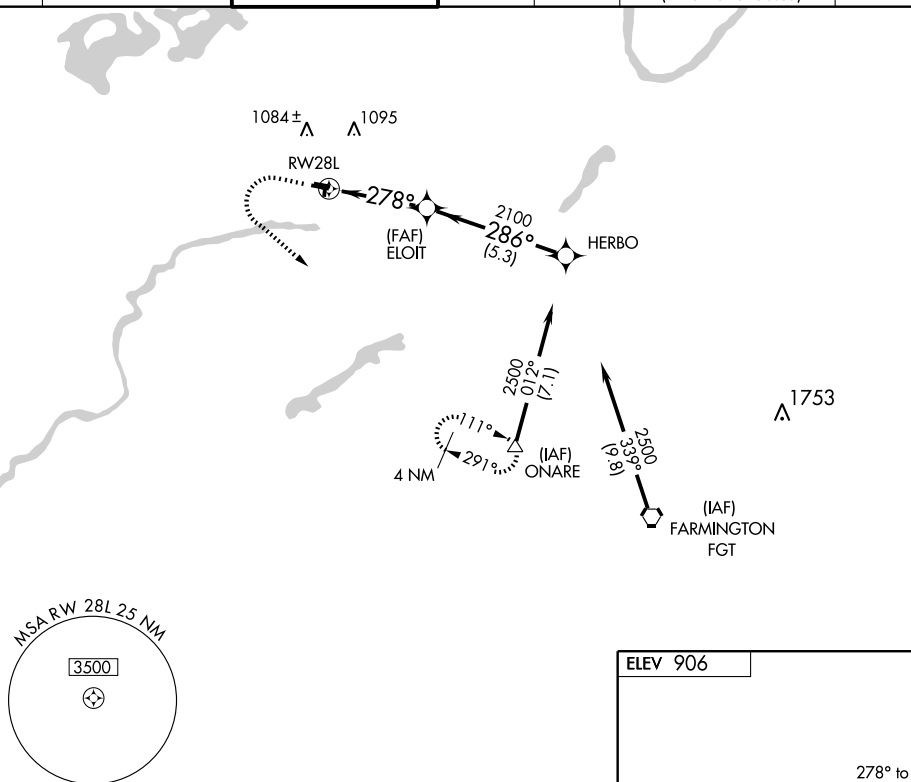 1084±
1095
RW28L
278°
(FAF)
ELOIT
2100
286°
(5.3)
HERBO
2500
012°
(7.1)
1753
111°
291°
4 NM
(IAF)
ONARE
2500
339°
(9.8)
(IAF)
FARMINGTON
FGT
MSA RW 28L 25 NM
3500
ELEV 906
278° to